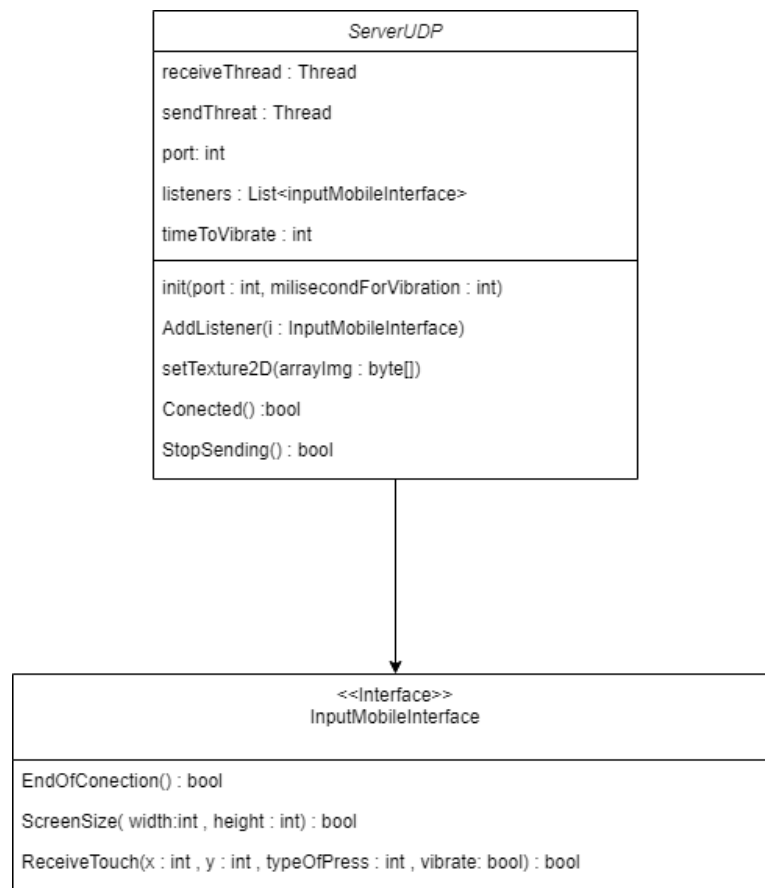 ServerUDP
receiveThread : Thread
sendThreat : Thread
port: int
listeners : List<inputMobileInterface>
timeToVibrate : int
init(port : int, milisecondForVibration : int)
AddListener(i : InputMobileInterface)
setTexture2D(arrayImg : byte[])
Conected() :bool
StopSending() : bool
<<Interface>>
InputMobileInterface
EndOfConection() : bool
ScreenSize( width:int , height : int) : bool
ReceiveTouch(x : int , y : int , typeOfPress : int , vibrate: bool) : bool